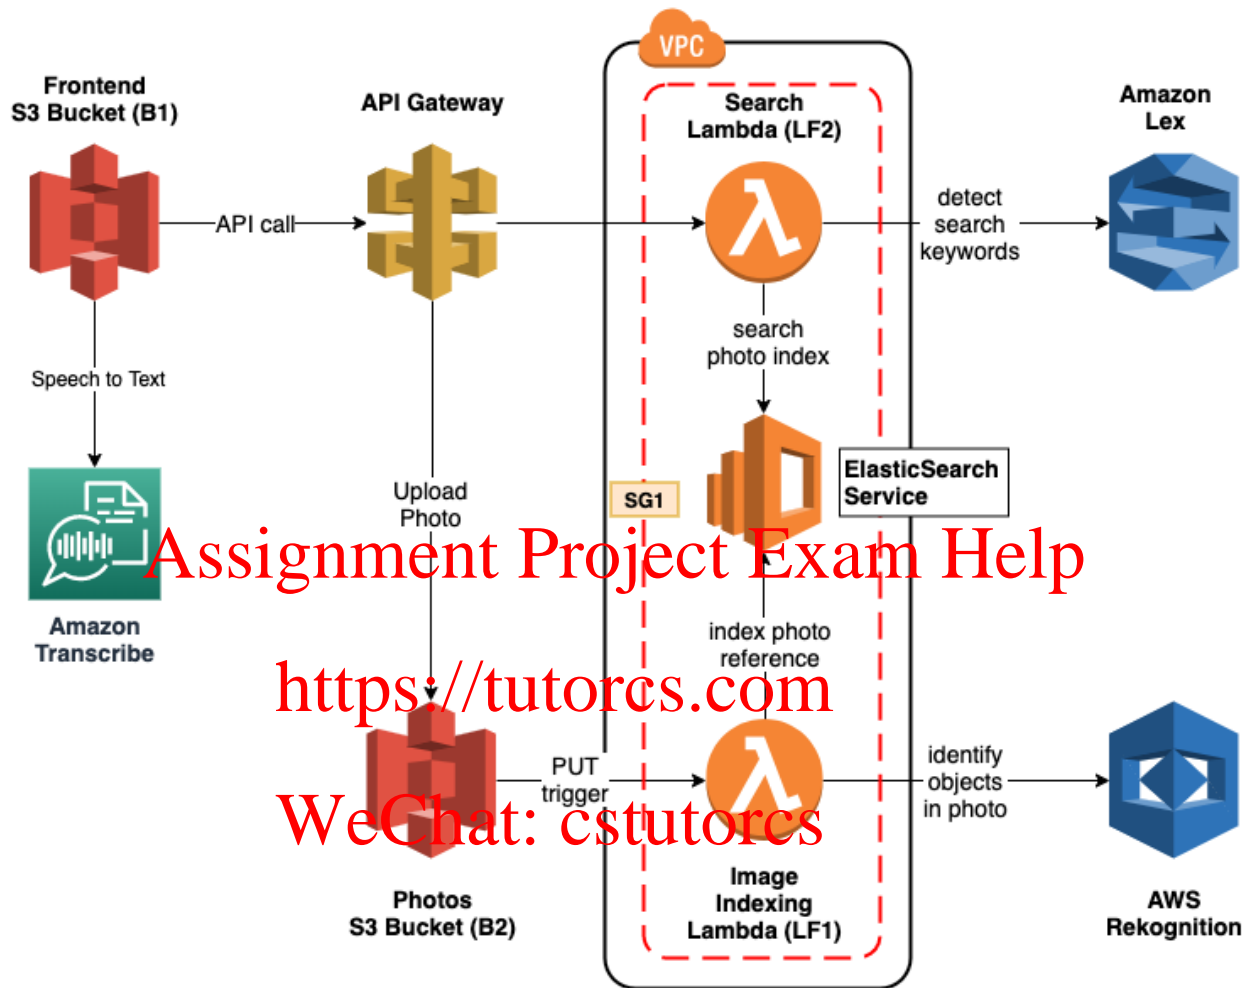 VPC
Frontend
S3 Bucket (B1)
API Gateway
Search
Lambda (LF2)
Amazon
Lex
API call
detect
search
keywords
search
photo index
Speech to Text
Upload
Photo
SG1
ElasticSearch
Service
Assignment Project Exam Help
Amazon
Transcribe
index photo
reference
https://tutorcs.com
PUT
trigger
identify
objects
in photo
WeChat: cstutorcs
Photos
S3 Bucket (B2)
Image
Indexing
Lambda (LF1)
AWS
Rekognition